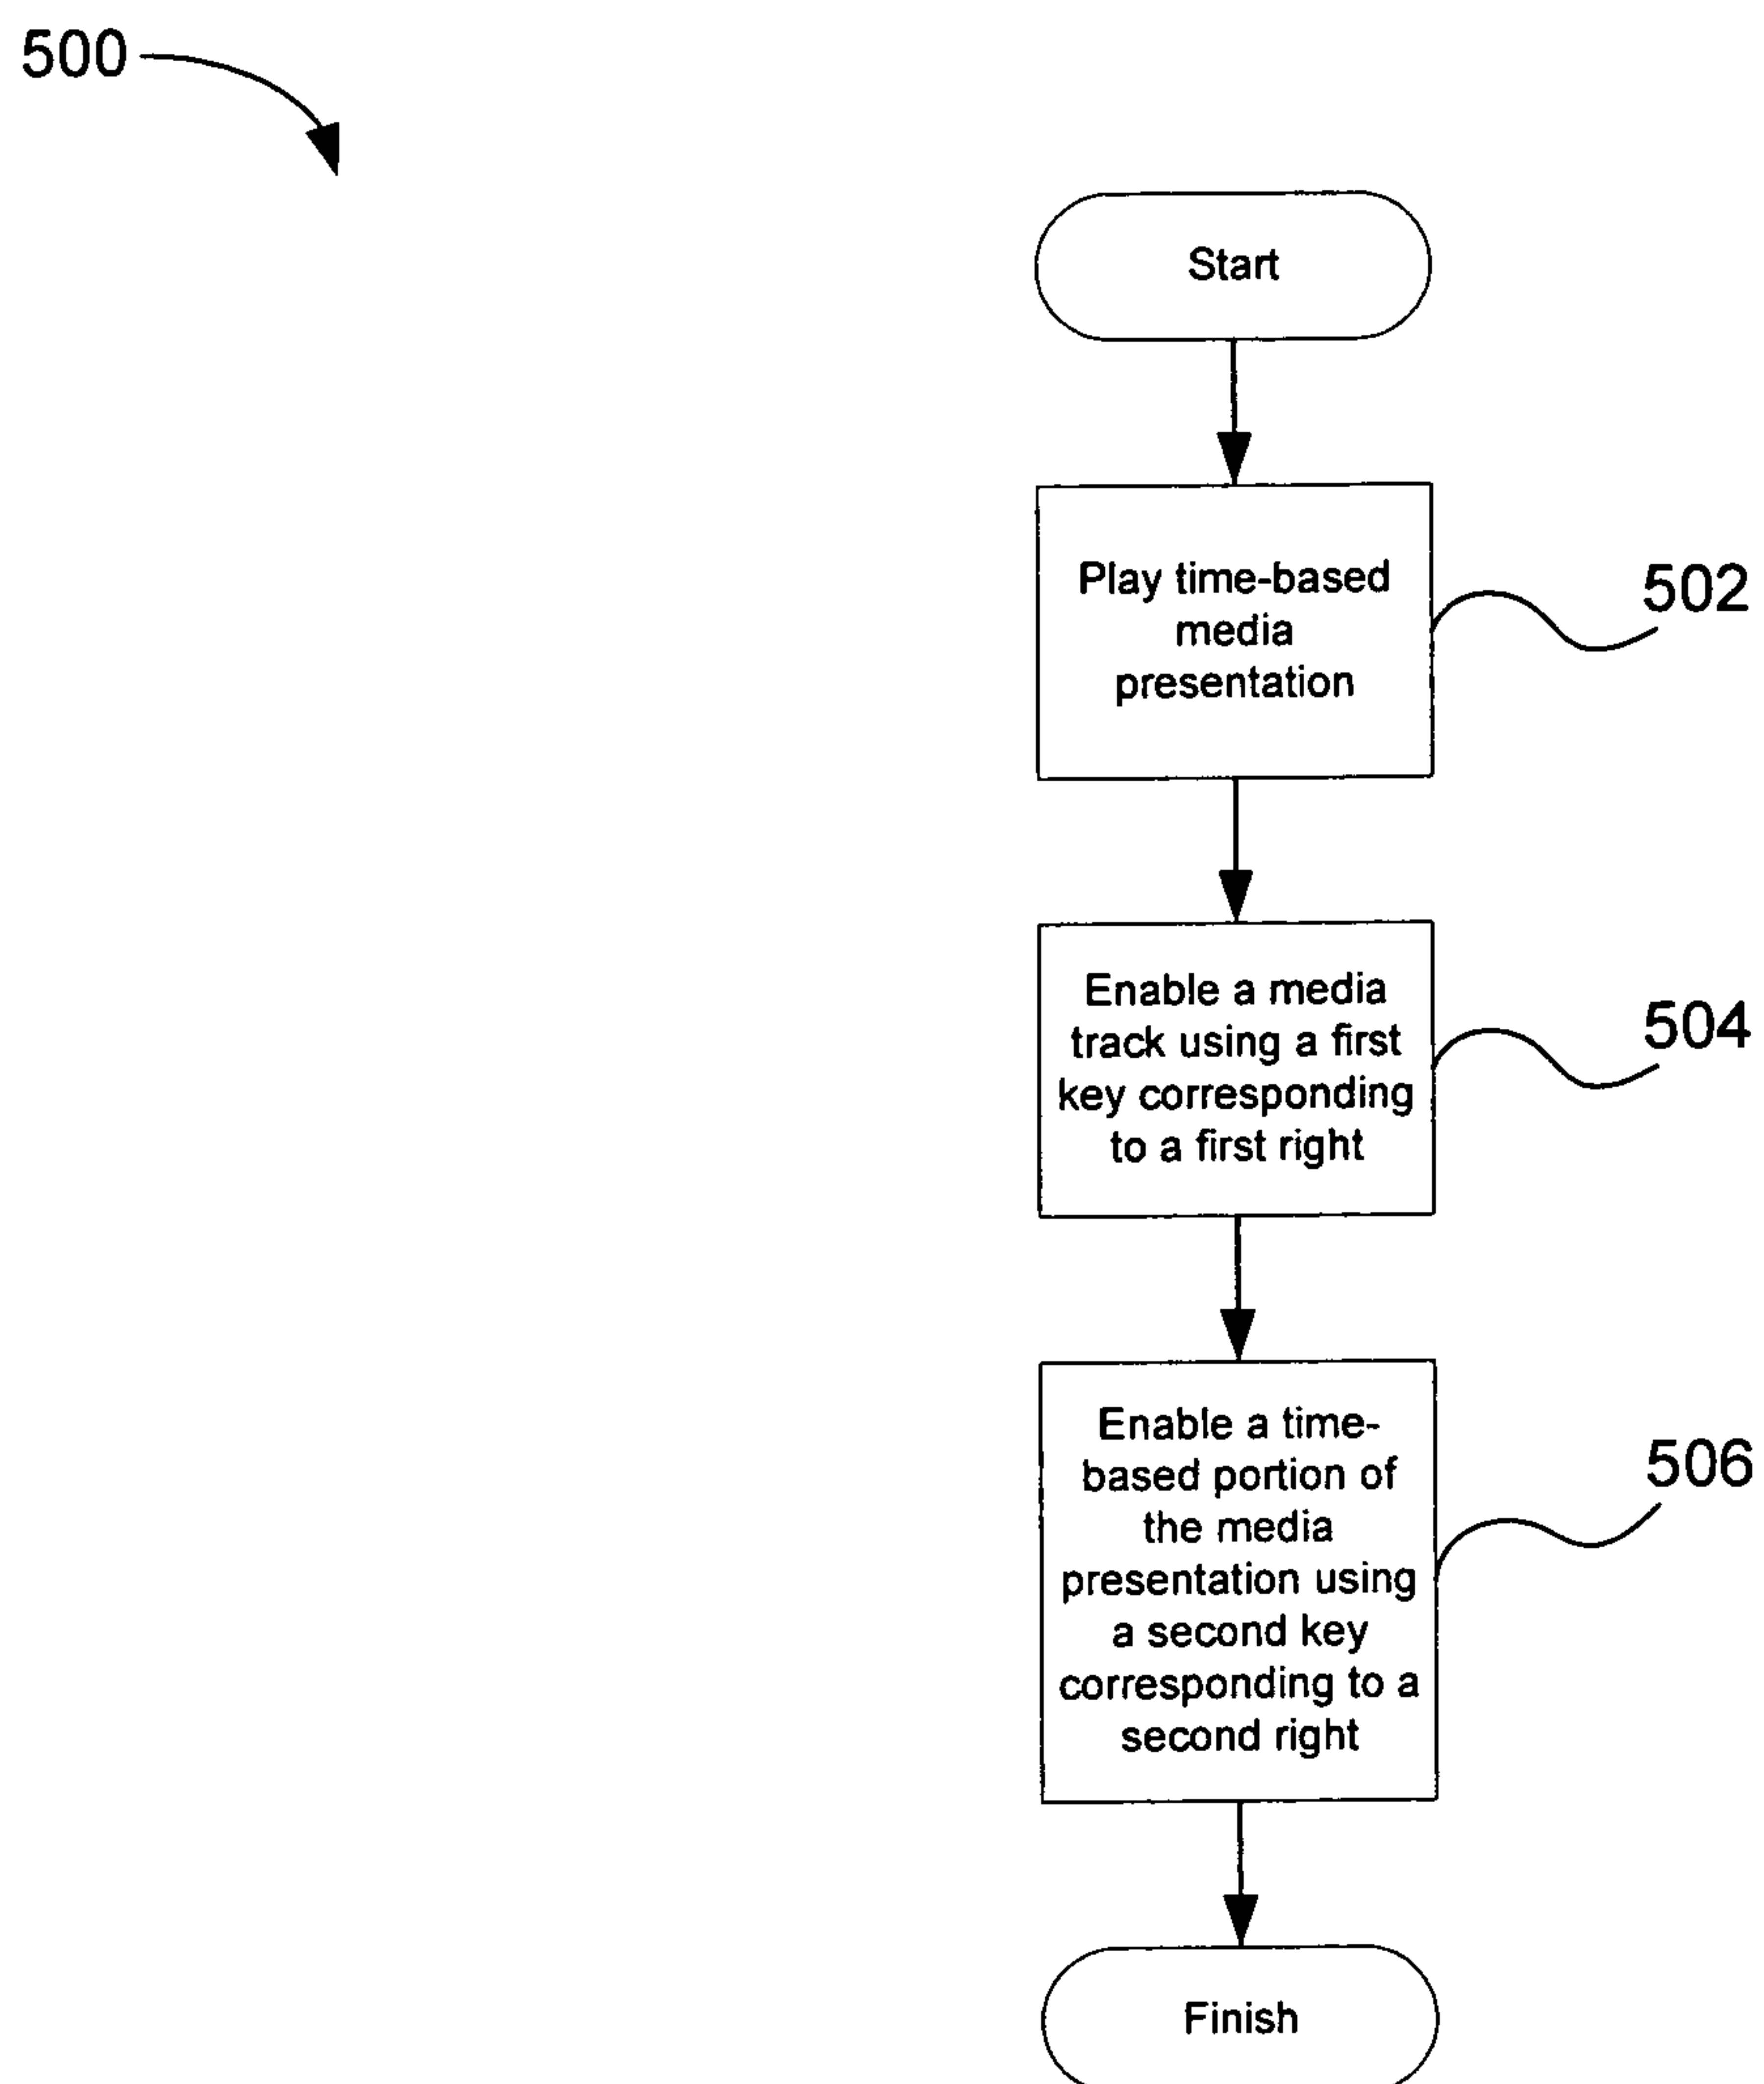 500
Start
Play time-based
media
presentation
502
Enable a media
track using a first
key corresponding
to a first right
504
Enable a time-
based portion of
the media
presentation using
a second key
corresponding to a
second right
506
Finish